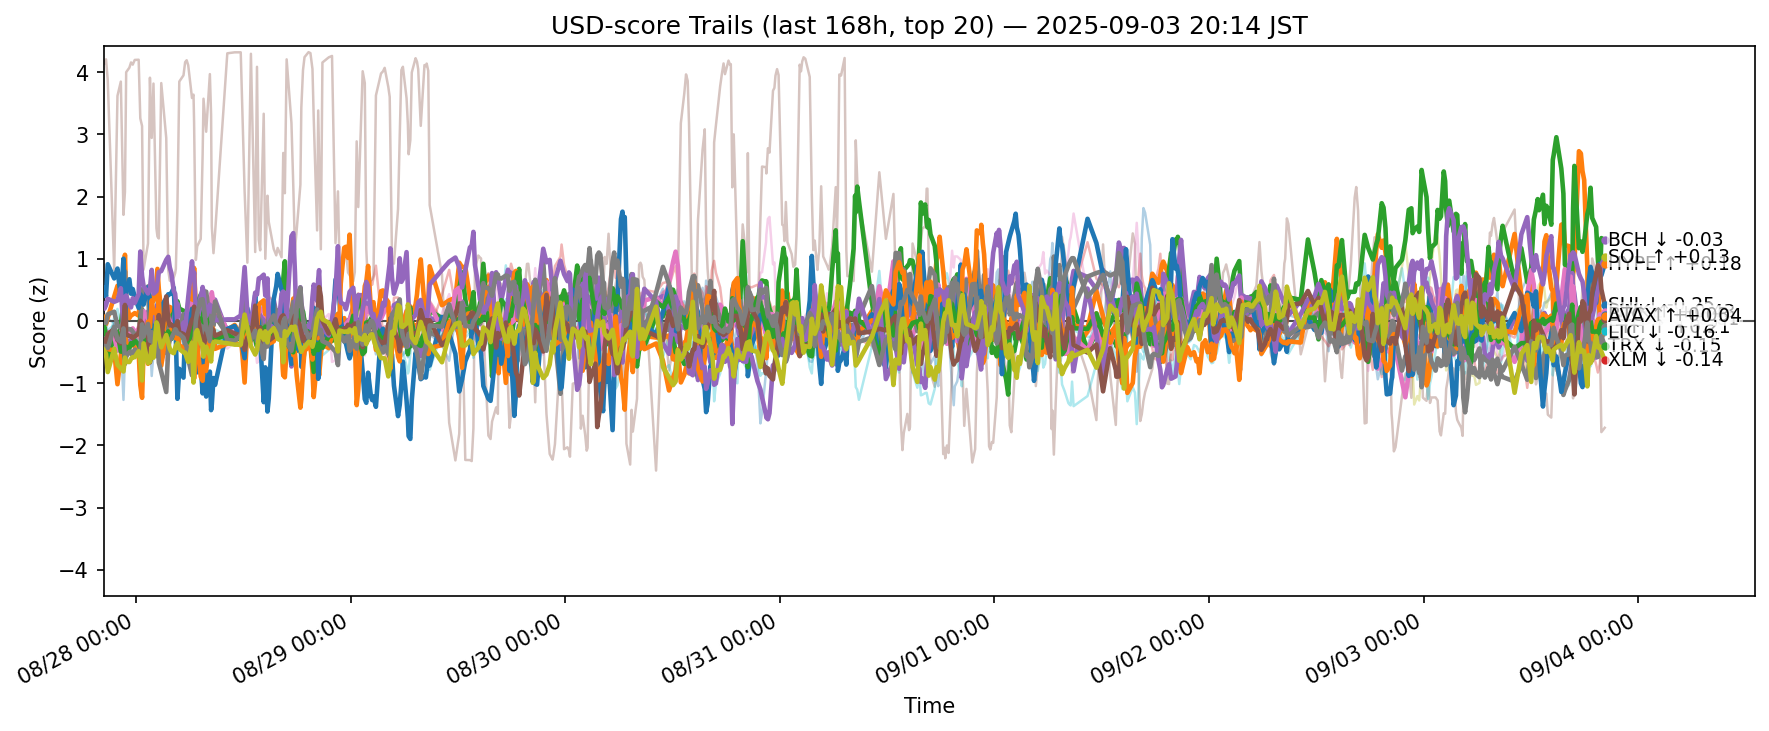 USD-score Trails (last 168h, top 20) — 2025-09-03 20:14 JST
Score (z)
4
3
2
1
0
−1
−2
−3
−4
BCH ↓ -0.03
SOL ↑ +0.13
HYPE ↑ +0.18
AVAX ↑ +0.04
-0.16
TRX ↓ -0.15
XLM ↓ -0.14
08/28 00:00
08/29 00:00
08/30 00:00
08/31 00:00
09/01 00:00
09/02 00:00
09/03 00:00
09/04 00:00
Time